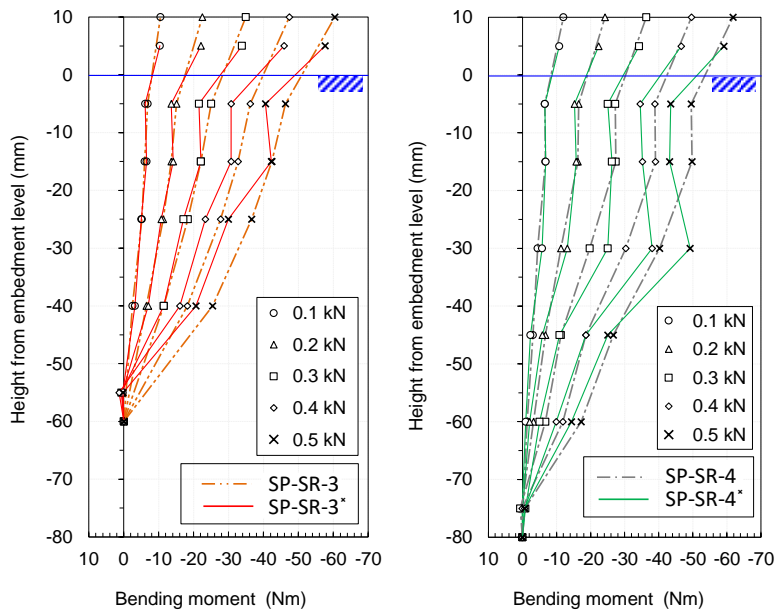 10
0
-10
-20
-30
-40
-50
-60
-70
-80
Height from embedment level (mm)
0.1 kN
0.2 kN
0.3 kN
0.4 kN
0.5 kN
SP-SR-3
SP-SR-3*
10 0 -10 -20 -30 -40 -50 -60 -70
Bending moment (Nm)
10
0
-10
-20
-30
-40
-50
-60
-70
-80
Height from embedment level (mm)
0.1 kN
0.2 kN
0.3 kN
0.4 kN
0.5 kN
SP-SR-4
SP-SR-4*
10 0 -10 -20 -30 -40 -50 -60 -70
Bending moment (Nm)